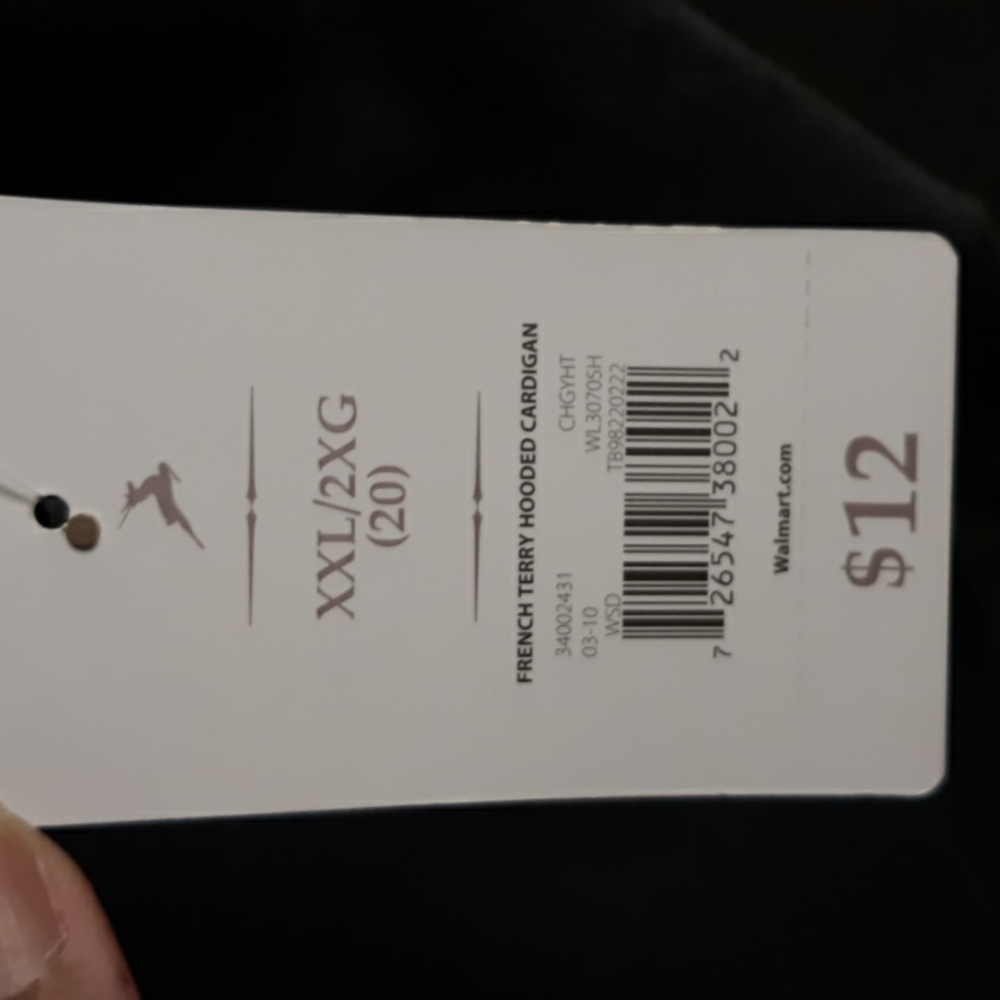 XXL/2XG
(20)
FRENCH TERRY HOODED CARDIGAN
34002431 CHGYHT
03-10 WL3070SH
WSD TB98220222
7 26547 38002 2
Walmart.com
$12